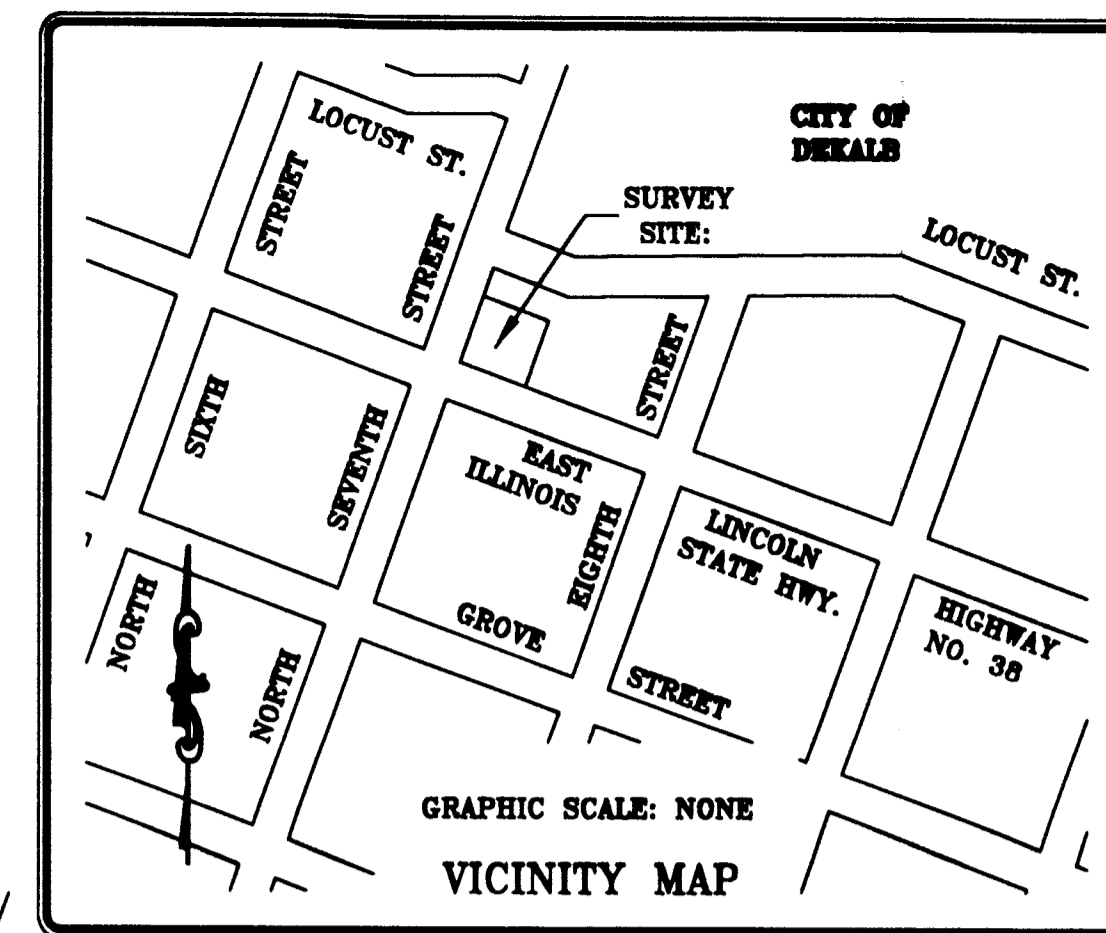 CITY OF
DEKALB
LOCUST ST.
SURVEY
SITE:
STREET
STREET
LOCUST ST.
STREET
SIXTH
SEVENTH
EAST
ILLINOIS
EIGHTH
LINCOLN
STATE HWY.
NORTH
GROVE
HIGHWAY
NO. 38
NORTH
STREET
GRAPHIC SCALE: NONE
VICINITY MAP